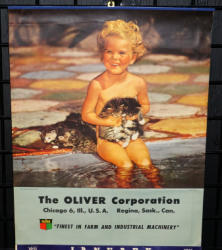 The OLIVER Corporation
Chicago 6, Ill., U.S.A. Regina, Sask., Can.
"FINEST IN FARM AND INDUSTRIAL MACHINERY"
JANUARY